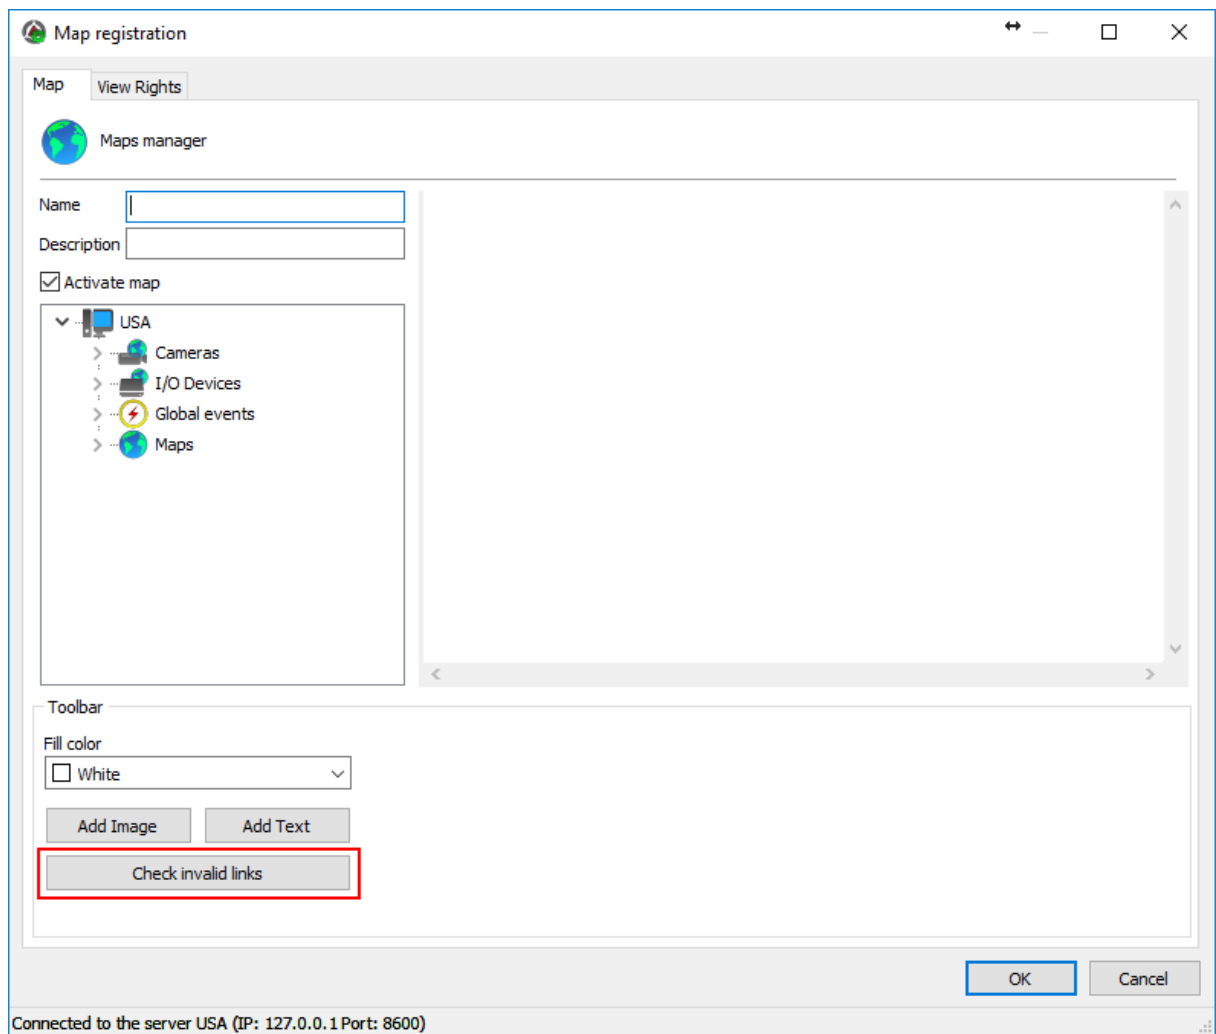 Map registration
Map
View Rights
Maps manager
Name
Description
Activate map
USA
Cameras
I/O Devices
Global events
Maps
Toolbar
Fill color
White
Add Image
Add Text
Check invalid links
OK
Cancel
Connected to the server USA (IP: 127.0.0.1 Port: 8600)